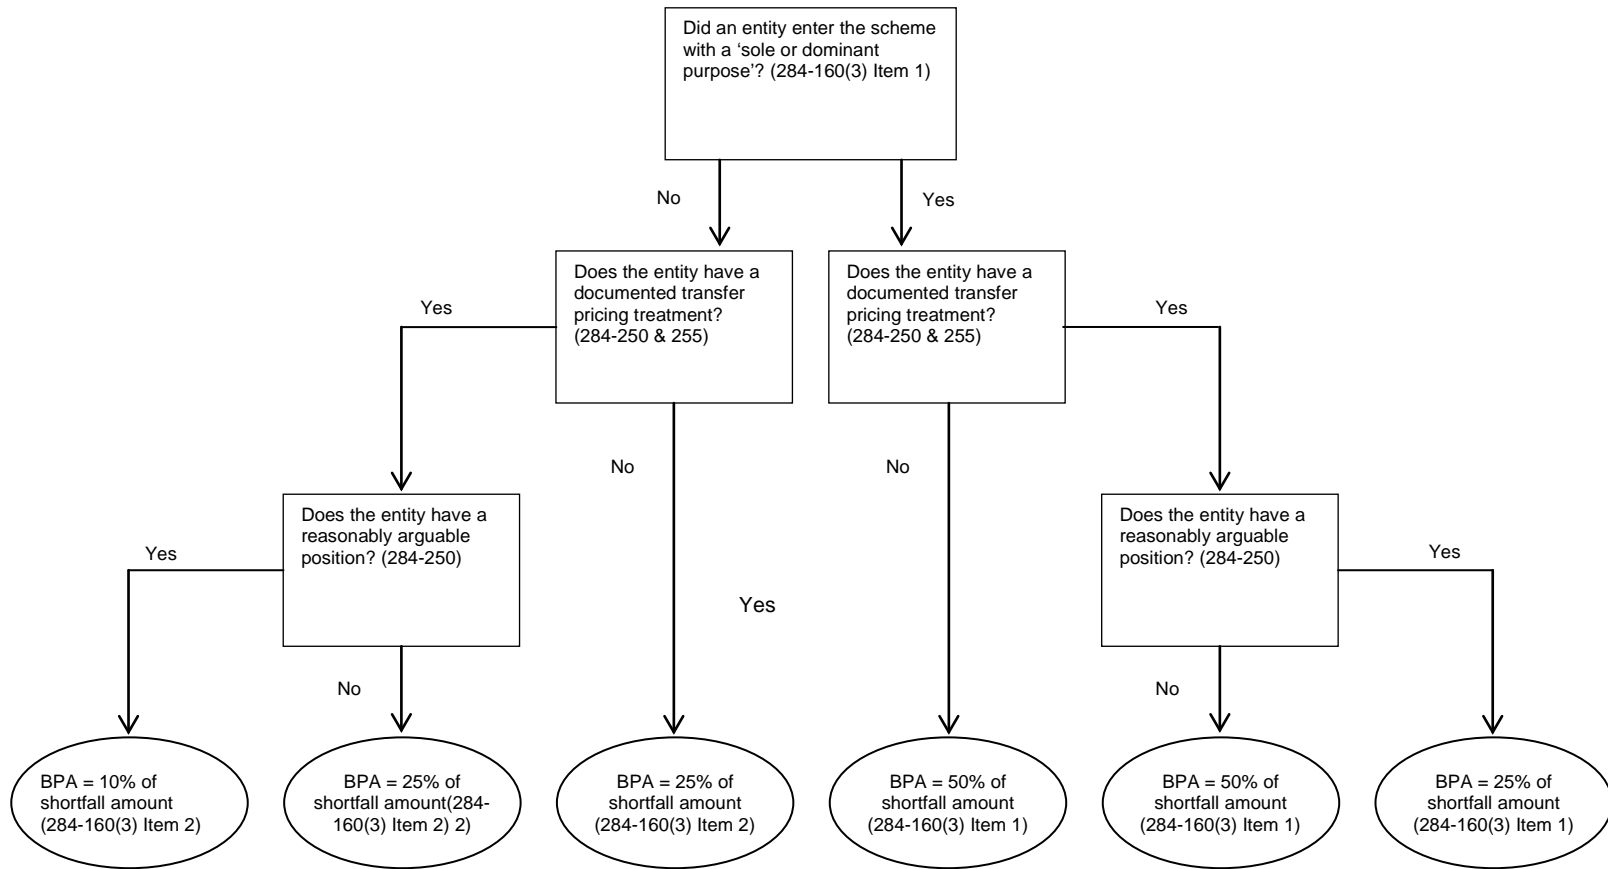 Did an entity enter the scheme
with a ‘sole or dominant
purpose’? (284-160(3) Item 1)
No
Yes
Does the entity have a
documented transfer
pricing treatment?
(284-250 & 255)
Does the entity have a
documented transfer
pricing treatment?
(284-250 & 255)
Yes
Yes
No
No
Does the entity have a
reasonably arguable
position? (284-250)
Does the entity have a
reasonably arguable
position? (284-250)
Yes
Yes
Yes
No
No
BPA = 10% of
shortfall amount
(284-160(3) Item 2)
BPA = 25% of
shortfall amount(284-
160(3) Item 2) 2)
BPA = 25% of
shortfall amount
(284-160(3) Item 2)
BPA = 50% of
shortfall amount
(284-160(3) Item 1)
BPA = 50% of
shortfall amount
(284-160(3) Item 1)
BPA = 25% of
shortfall amount
(284-160(3) Item 1)